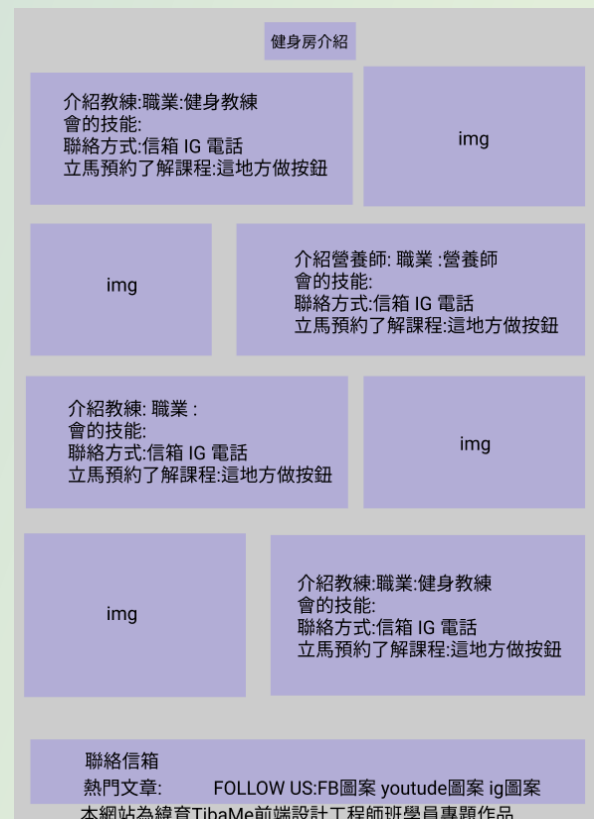 健身房介紹
介紹教練:職業:健身教練
會的技能:
聯絡方式:信箱 IG 電話
立馬預約了解課程:這地方做按鈕
img
img
介紹營養師: 職業 :營養師
會的技能:
聯絡方式:信箱 IG 電話
立馬預約了解課程:這地方做按鈕
介紹教練: 職業 :
會的技能:
聯絡方式:信箱 IG 電話
立馬預約了解課程:這地方做按鈕
img
img
介紹教練:職業:健身教練
會的技能:
聯絡方式:信箱 IG 電話
立馬預約了解課程:這地方做按鈕
聯絡信箱
熱門文章: FOLLOW US:FB圖案 youtude圖案 ig圖案
本網站為緯育TibaMe前端設計工程師班學員專題作品